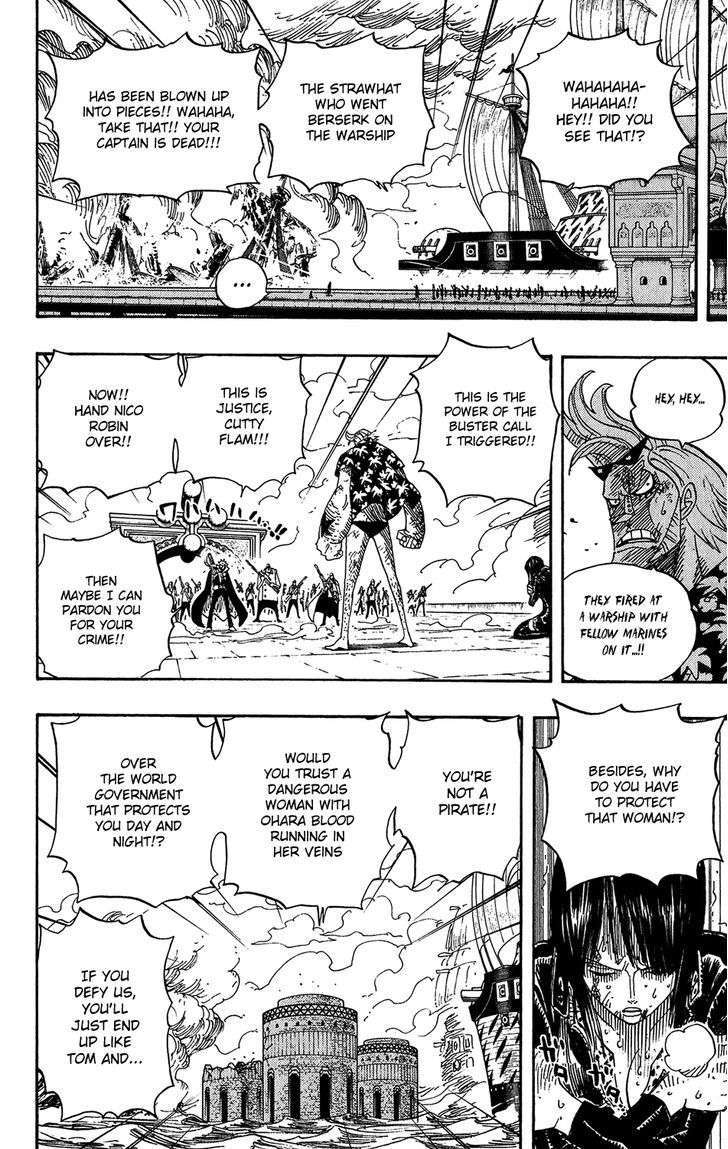 WAHAHAHA-
HAHAHA!!
HEY!! DID YOU
SEE THAT!?
THE STRAWHAT
WHO WENT
BERSERK ON
THE WARSHIP
HAS BEEN BLOWN UP
INTO PIECES!! WAHAHA,
TAKE THAT!! YOUR
CAPTAIN IS DEAD!!!
...
HEY, HEY...
THEY FIRED AT
A WARSHIP WITH
FELLOW MARINES
ON IT...!!
THIS IS THE
POWER OF THE
BUSTER CALL
I TRIGGERED!!
THIS IS
JUSTICE,
CUTTY
FLAM!!!
NOW!!
HAND NICO
ROBIN
OVER!!
THEN
MAYBE I CAN
PARDON YOU
FOR YOUR
CRIME!!
BESIDES, WHY
DO YOU HAVE
TO PROTECT
THAT WOMAN!?
YOU'RE
NOT A
PIRATE!!
WOULD
YOU TRUST A
DANGEROUS
WOMAN WITH
OHARA BLOOD
RUNNING IN
HER VEINS
OVER
THE WORLD
GOVERNMENT
THAT PROTECTS
YOU DAY AND
NIGHT!?
IF YOU
DEFY US,
YOU'LL
JUST END
UP LIKE
TOM AND...